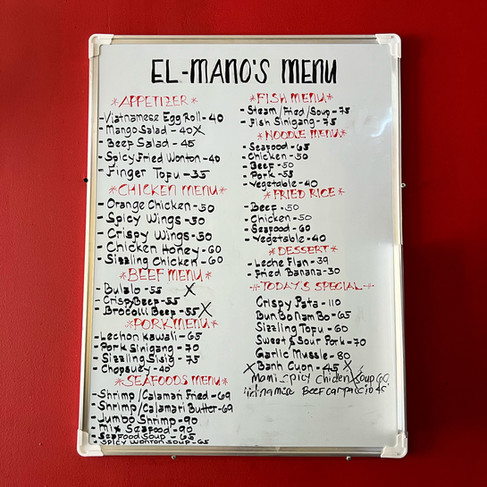 EL-MANO'S MENU
*APPETIZER*
-Vietnamese Egg Roll - 40
- Mango Salad - 40X
- Beef Salad - 45
- Spicy Fried Wonton - 40
- Finger Tofu - 35
*CHICKEN MENU*
- Orange Chicken - 50
- Spicy Wings - 50
- Crispy Wings - 50
- Chicken Honey - 60
- Sizzling Chicken - 60
*BEEF MENU*
- Bulalo - 55 X
- Crispy Beef - 55
- Brocolli Beef - 55 X
*PORK MENU*
- Lechon Kawali - 65
- Pork Sinigang - 70
- Sizzling Sisig - 75
- Chopsuey - 40
*SEAFOODS MENU*
- Shrimp/Calamari Fried - 69
- Shrimp/Calamari Butter - 69
- Jumbo Shrimp - 90
- Mix Seafood - 90
- Seafood Soup - 65
- Spicy Wonton Soup - 65
*FISH MENU*
- Steam/Fried/Soup - 75
- Fish Sinigang - 75
*NOODLE MENU*
- Seafood - 65
- Chicken - 50
- Beef - 50
- Pork - 55
- Vegetable - 40
*FRIED RICE*
- Beef - 50
- Chicken - 50
- Seafood - 60
- Vegetable - 40
*DESSERT*
- Leche Flan - 39
- Fried Banana - 30
*TODAY'S SPECIAL*
Crispy Pata - 110
Bun Bo Nam Bo - 65
Sizzling Tofu - 60
Sweet & Sour Pork - 70
Garlic Mussle - 80
X Banh Cuon - 45 X
Mami Spicy Chicken Soup 60
Vietnamise Beef carpaccio 45